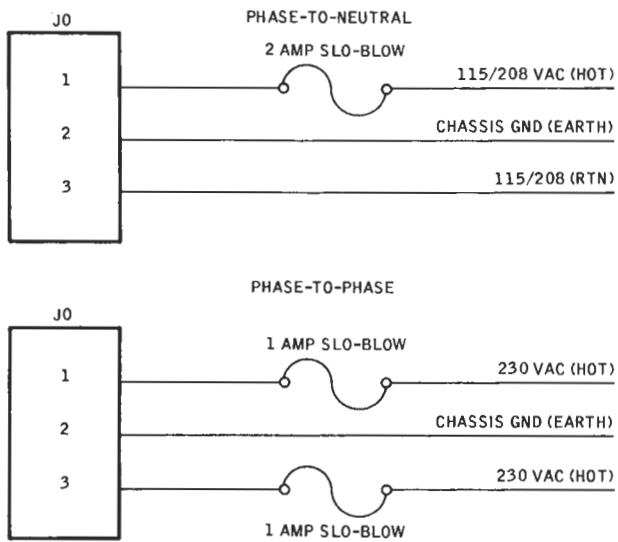 PHASE-TO-NEUTRAL
J0
2 AMP SLO-BLOW
1
115/208 VAC (HOT)
2
CHASSIS GND (EARTH)
3
115/208 (RTN)
PHASE-TO-PHASE
J0
1 AMP SLO-BLOW
1
230 VAC (HOT)
2
CHASSIS GND (EARTH)
3
230 VAC (HOT)
1 AMP SLO-BLOW